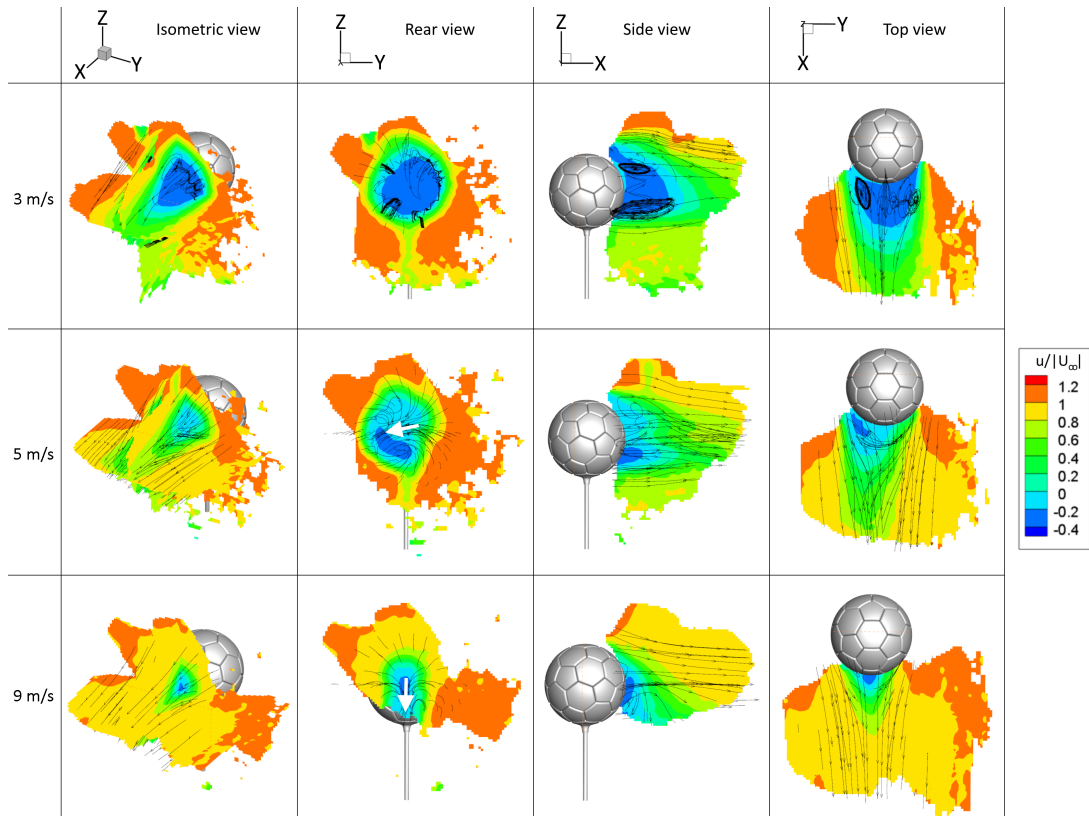 Z
X
Y
Isometric view
Z
x
Y
Rear view
Z
X
Side view
Z
Y
X
Top view
3 m/s
5 m/s
9 m/s
u/|U∞|
1.2
1
0.8
0.6
0.4
0.2
0
-0.2
-0.4